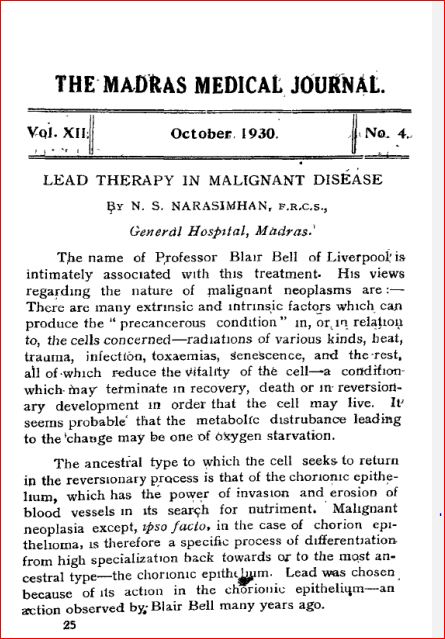 THE MADRAS MEDICAL JOURNAL.
Vol. XII. October 1930. No. 4.
LEAD THERAPY IN MALIGNANT DISEASE
By N. S. NARASIMHAN, F.R.C.S.,
General Hospital, Madras.
The name of Professor Blair Bell of Liverpool is
intimately associated with this treatment. His views
regarding the nature of malignant neoplasms are :—
There are many extrinsic and intrinsic factors which can
produce the “ precancerous condition ” in, or in relation
to, the cells concerned—radiations of various kinds, beat,
trauma, infection, toxaemias, senescence, and the rest,
all of which reduce the vitality of the cell—a condition
which may terminate in recovery, death or in reversion-
ary development in order that the cell may live. It
seems probable that the metabolic distrubance leading
to the change may be one of oxygen starvation.
The ancestral type to which the cell seeks to return
in the reversionary process is that of the chorionic epithe-
lium, which has the power of invasion and erosion of
blood vessels in its search for nutriment. Malignant
neoplasia except, ipso facto, in the case of chorion epi-
thelioma, is therefore a specific process of differentiation
from high specialization back towards or to the most an-
cestral type—the chorionic epithelium. Lead was chosen
because of its action in the chorionic epithelium—an
action observed by Blair Bell many years ago.
25